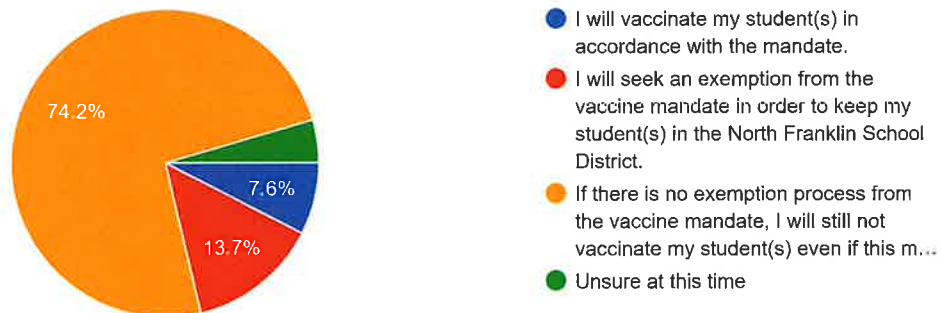 74.2%
7.6%
13.7%
I will vaccinate my student(s) in
accordance with the mandate.
I will seek an exemption from the
vaccine mandate in order to keep my
student(s) in the North Franklin School
District.
If there is no exemption process from
the vaccine mandate, I will still not
vaccinate my student(s) even if this m...
Unsure at this time